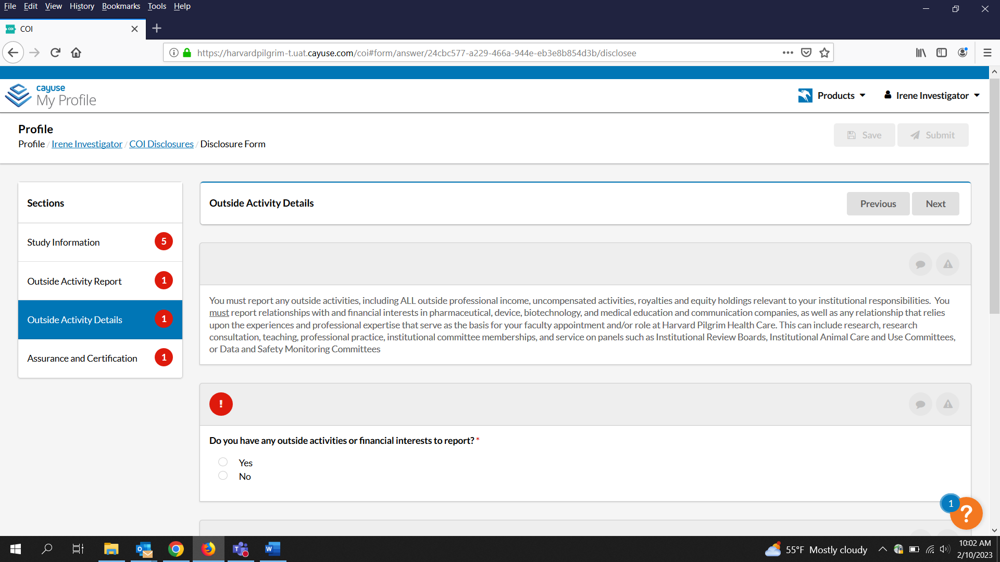 File Edit View History Bookmarks Tools Help
COI
https://harvardpilgrim-t.uat.cayuse.com/coi#form/answer/24cbc577-a229-466a-944e-eb3e8b854d3b/disclosee
cayuse
My Profile
Products
Irene Investigator
Profile
Profile / Irene Investigator / COI Disclosures / Disclosure Form
Save
Submit
Sections
Study Information 5
Outside Activity Report 1
Outside Activity Details 1
Assurance and Certification 1
Outside Activity Details
Previous
Next
You must report any outside activities, including ALL outside professional income, uncompensated activities, royalties and equity holdings relevant to your institutional responsibilities. You
must report relationships with and financial interests in pharmaceutical, device, biotechnology, and medical education and communication companies, as well as any relationship that relies
upon the experiences and professional expertise that serve as the basis for your faculty appointment and/or role at Harvard Pilgrim Health Care. This can include research, research
consultation, teaching, professional practice, institutional committee memberships, and service on panels such as Institutional Review Boards, Institutional Animal Care and Use Committees,
or Data and Safety Monitoring Committees
!
Do you have any outside activities or financial interests to report? *
Yes
No
1
?
55°F Mostly cloudy
10:02 AM
2/10/2023